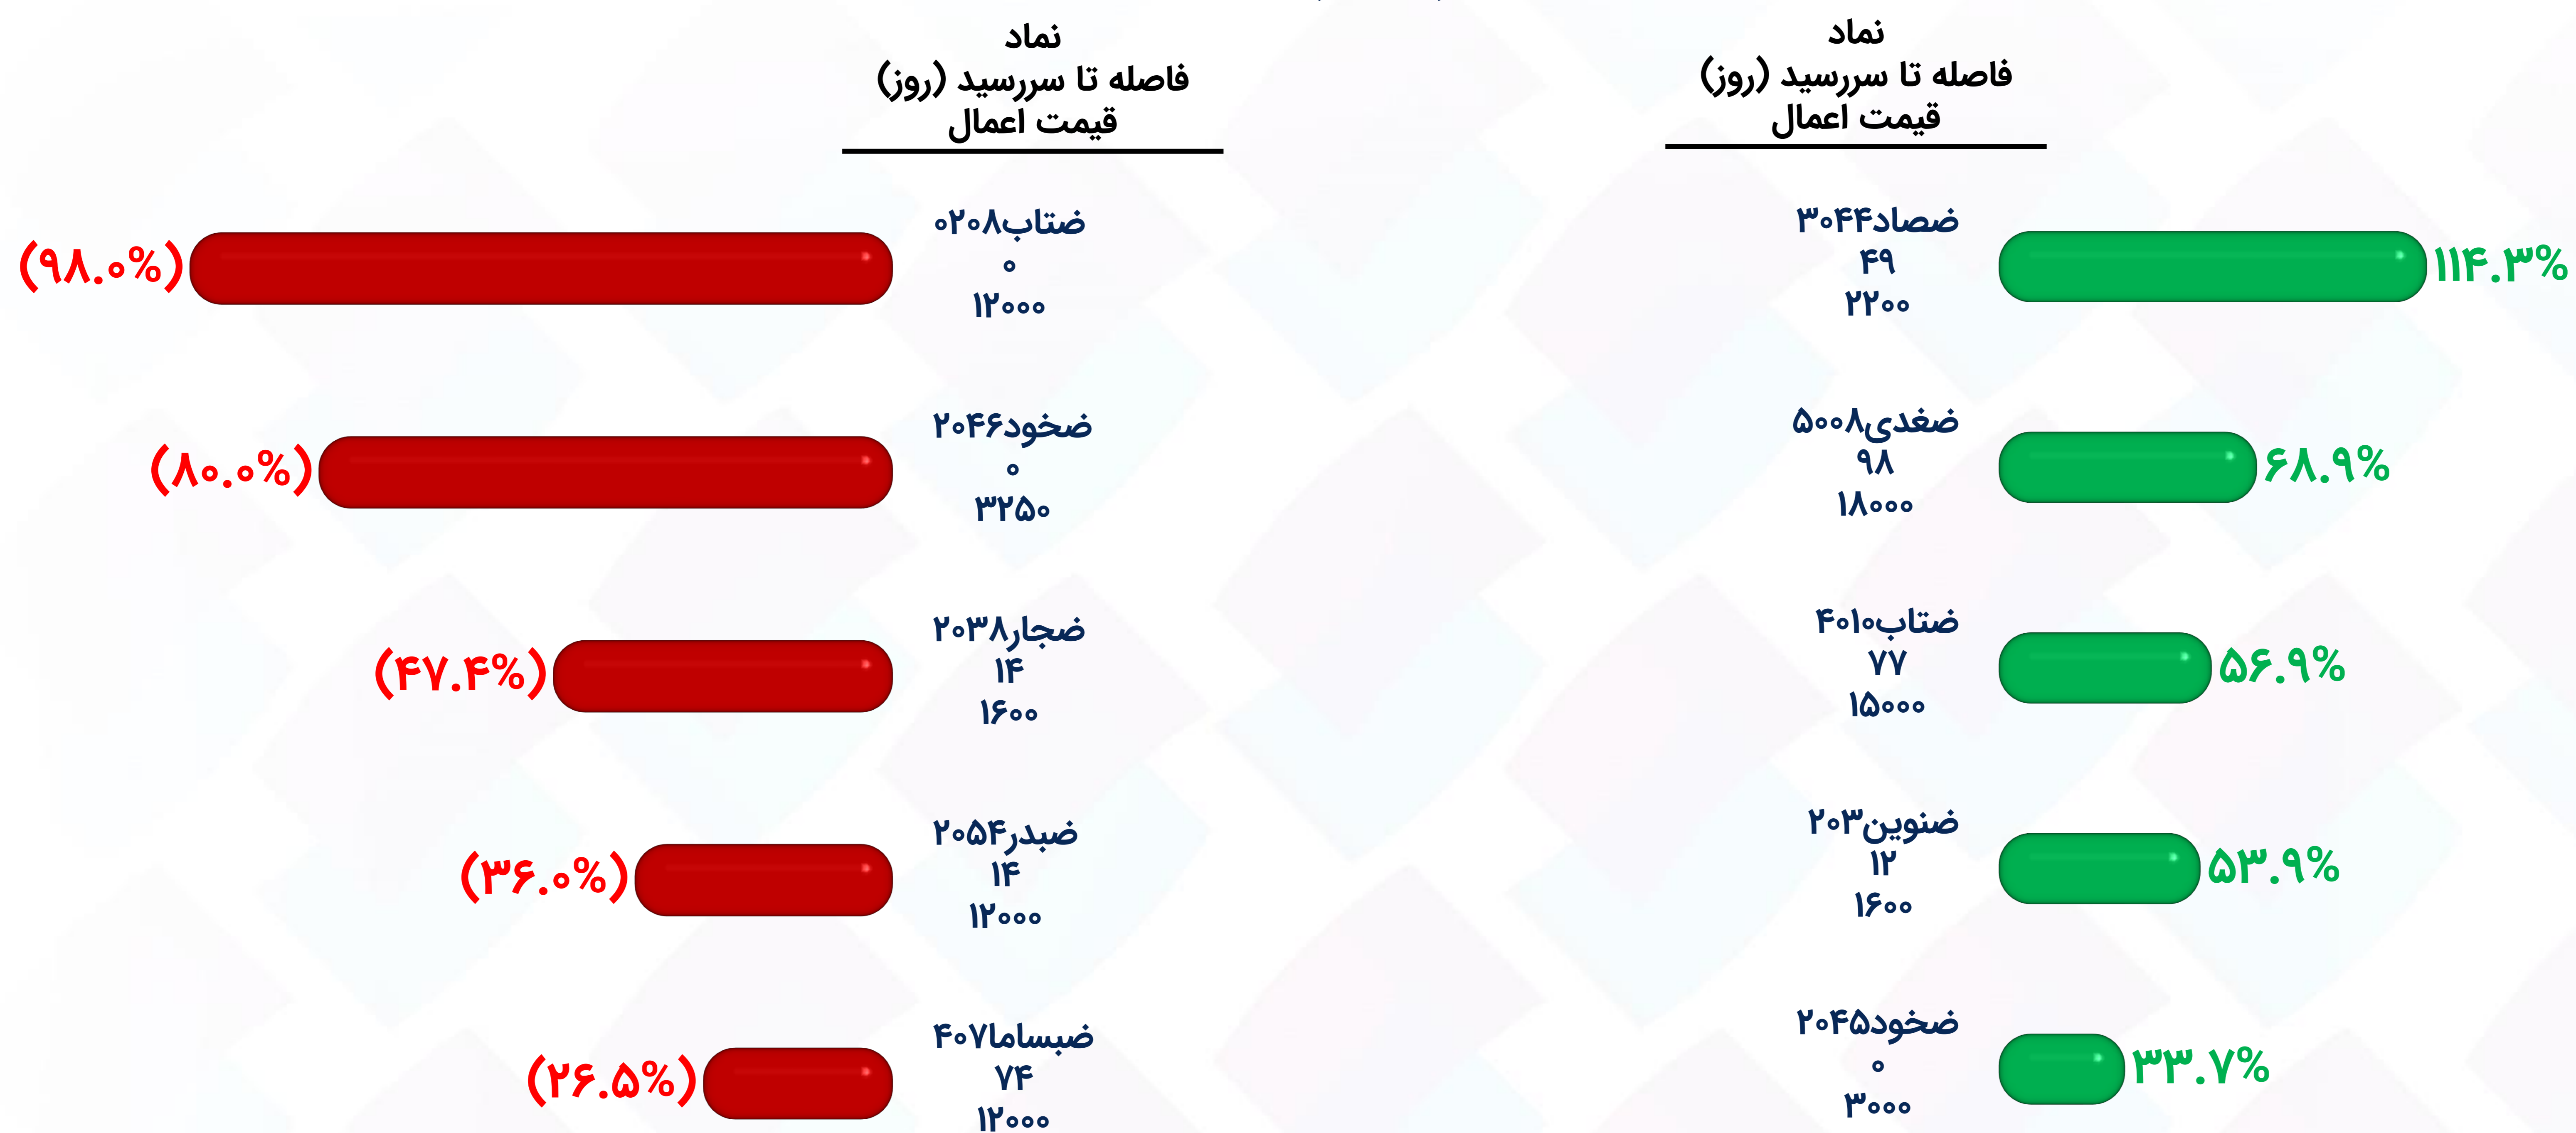 نماد
فاصله تا سررسید (روز)
قیمت اعمال
ضصاد۳۰۴۴
۴۹
۲۲۰۰
۱۱۴.۳%
ضغدی۵۰۰۸
۹۸
۱۸۰۰۰
۶۸.۹%
ضتاب۴۰۱۰
۷۷
۱۵۰۰۰
۵۶.۹%
ضنوین۲۰۳
۱۲
۱۶۰۰
۵۳.۹%
ضخود۲۰۴۵
۰
۳۰۰۰
۳۳.۷%
نماد
فاصله تا سررسید (روز)
قیمت اعمال
ضتاب۰۲۰۸
۰
۱۲۰۰۰
(۹۸.۰%)
ضخود۲۰۴۶
۰
۳۲۵۰
(۸۰.۰%)
ضجار۲۰۳۸
۱۴
۱۶۰۰
(۴۷.۴%)
ضبدر۲۰۵۴
۱۴
۱۲۰۰۰
(۳۶.۰%)
ضبساما۴۰۷
۷۴
۱۲۰۰۰
(۲۶.۵%)